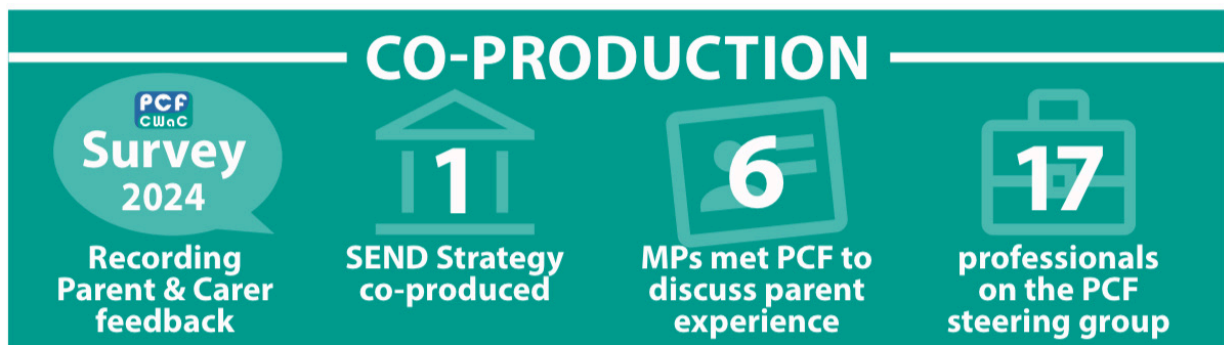 CO-PRODUCTION
PCF
CWaC
Survey
2024
Recording
Parent & Carer
feedback
1
SEND Strategy
co-produced
6
MPs met PCF to
discuss parent
experience
17
professionals
on the PCF
steering group